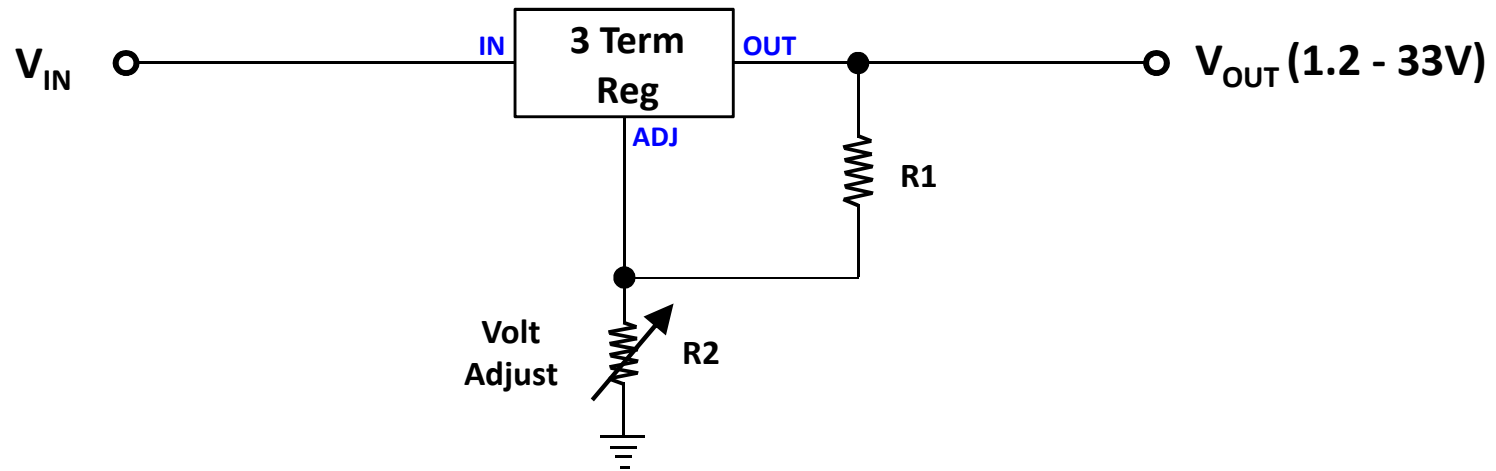 V_IN
IN
3 Term
Reg
OUT
V_OUT (1.2 - 33V)
ADJ
R1
Volt
Adjust
R2